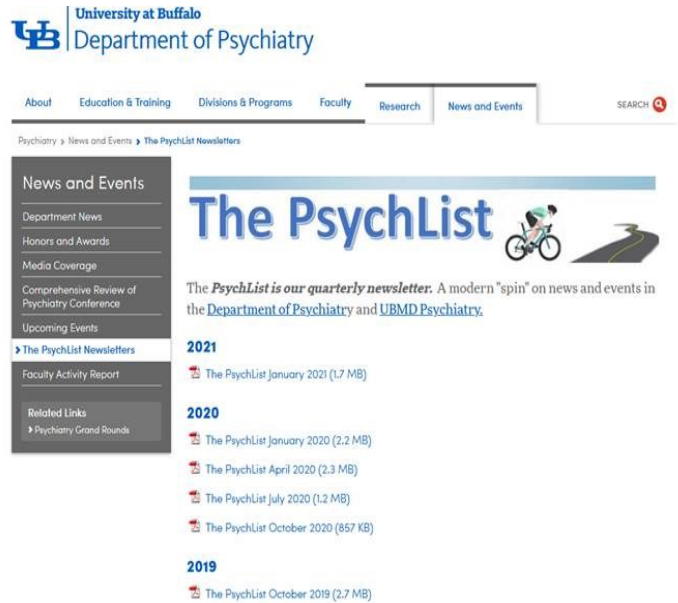 University at Buffalo
UB
Department of Psychiatry
About Education & Training Divisions & Programs Faculty Research News and Events SEARCH
Psychiatry > News and Events > The PsychList Newsletters
News and Events
Department News
Honors and Awards
Media Coverage
Comprehensive Review of
Psychiatry Conference
Upcoming Events
The PsychList Newsletters
Faculty Activity Report
Related Links
Psychiatry Grand Rounds
The PsychList
The PsychList is our quarterly newsletter. A modern "spin" on news and events in
the Department of Psychiatry and UBMD Psychiatry.
2021
The PsychList January 2021 (1.7 MB)
2020
The PsychList January 2020 (2.2 MB)
The PsychList April 2020 (2.3 MB)
The PsychList July 2020 (1.2 MB)
The PsychList October 2020 (857 KB)
2019
The PsychList October 2019 (2.7 MB)